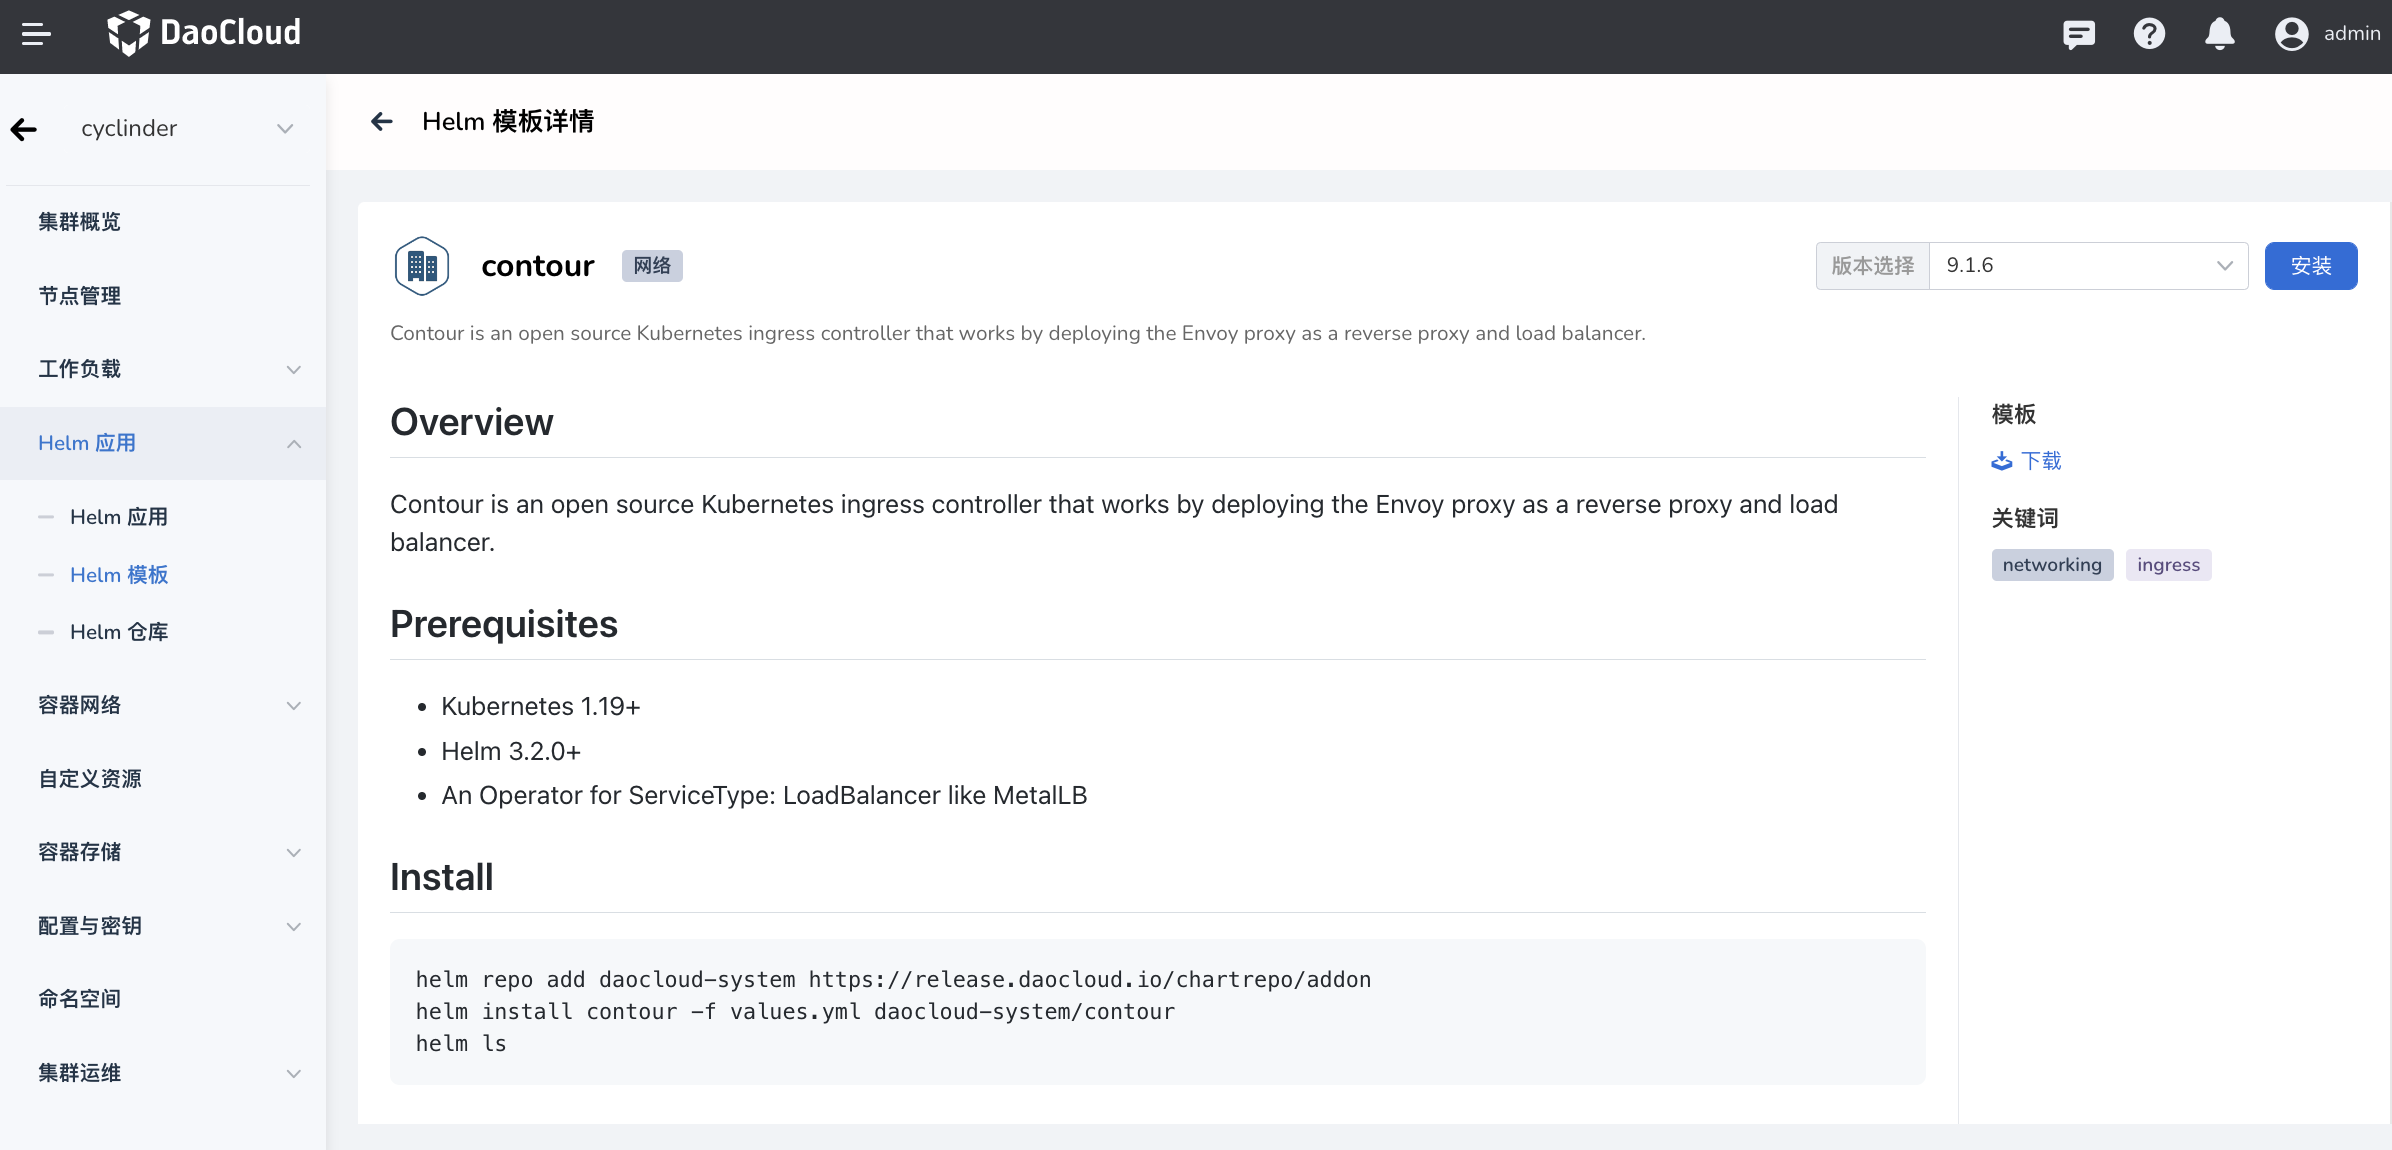 DaoCloud
admin
cyclinder
集群概览
节点管理
工作负载
Helm 应用
Helm 应用
Helm 模板
Helm 仓库
容器网络
自定义资源
容器存储
配置与密钥
命名空间
集群运维
Helm 模板详情
contour 网络
版本选择 9.1.6 安装
Contour is an open source Kubernetes ingress controller that works by deploying the Envoy proxy as a reverse proxy and load balancer.
Overview
Contour is an open source Kubernetes ingress controller that works by deploying the Envoy proxy as a reverse proxy and load
balancer.
Prerequisites
• Kubernetes 1.19+
• Helm 3.2.0+
• An Operator for ServiceType: LoadBalancer like MetalLB
Install
helm repo add daocloud-system https://release.daocloud.io/chartrepo/addon
helm install contour -f values.yml daocloud-system/contour
helm ls
模板
下载
关键词
networking ingress